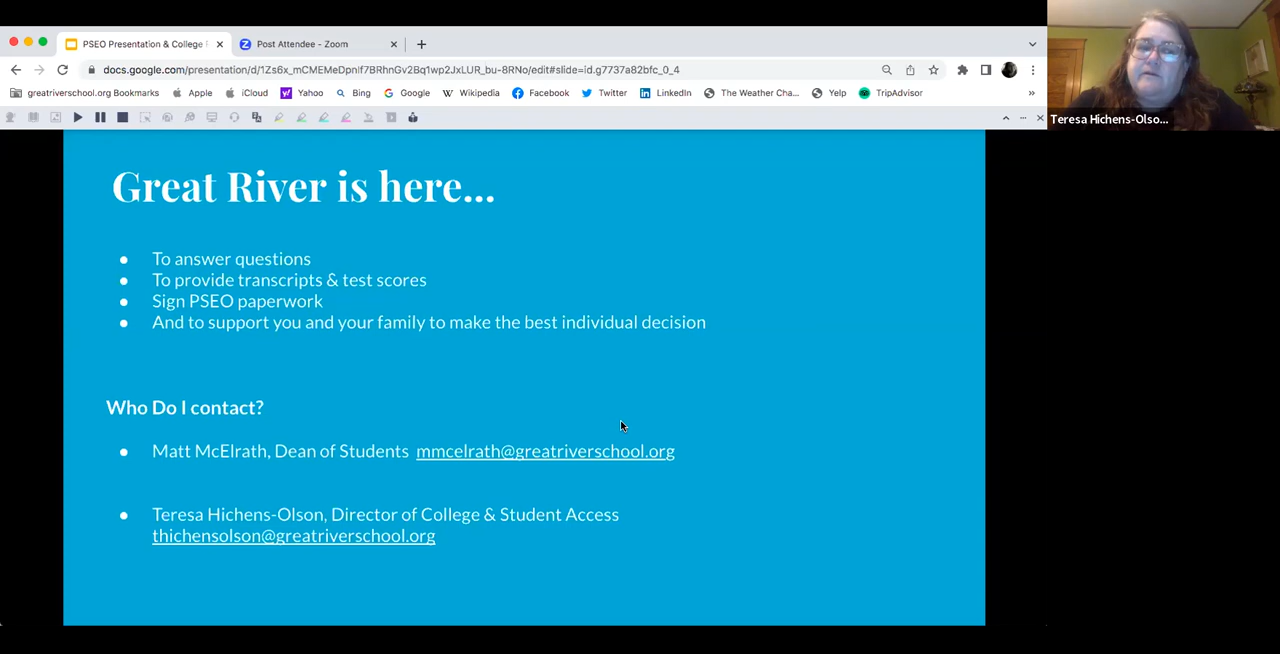 PSEO Presentation & College
Post Attendee - Zoom
docs.google.com/presentation/d/1Zs6x_mCMEMeDpnIf7BRhnGv2Bq1wp2JxLUR_bu-8RNo/edit#slide=id.g7737a82bfc_0_4
greatriverschool.org Bookmarks Apple iCloud Yahoo Bing Google Wikipedia Facebook Twitter LinkedIn The Weather Cha... Yelp TripAdvisor
Teresa Hichens-Olso...
Great River is here...
To answer questions
To provide transcripts & test scores
Sign PSEO paperwork
And to support you and your family to make the best individual decision
Who Do I contact?
Matt McElrath, Dean of Students mmcelrath@greatriverschool.org
Teresa Hichens-Olson, Director of College & Student Access
thichensolson@greatriverschool.org